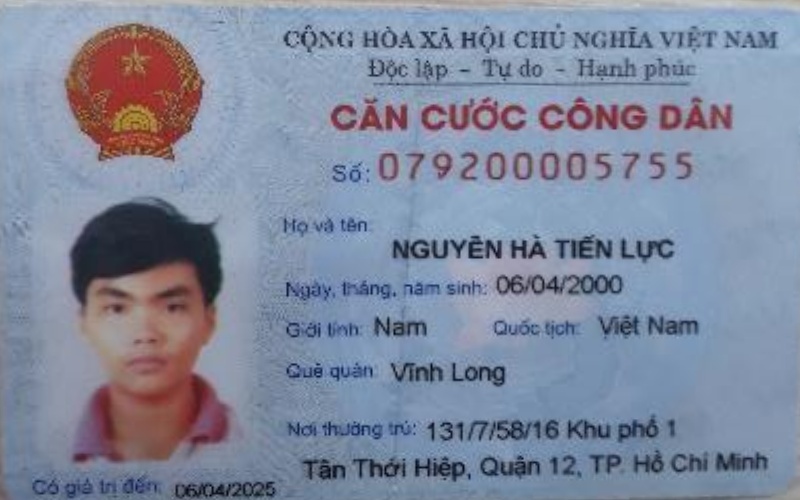 CỘNG HÒA XÃ HỘI CHỦ NGHĨA VIỆT NAM
Độc lập - Tự do - Hạnh phúc
CĂN CƯỚC CÔNG DÂN
Số: 079200005755
Họ và tên:
NGUYỄN HÀ TIẾN LỰC
Ngày, tháng, năm sinh: 06/04/2000
Giới tính: Nam Quốc tịch: Việt Nam
Quê quán: Vĩnh Long
Nơi thường trú: 131/7/58/16 Khu phố 1
Tân Thới Hiệp, Quận 12, TP. Hồ Chí Minh
Có giá trị đến: 06/04/2025